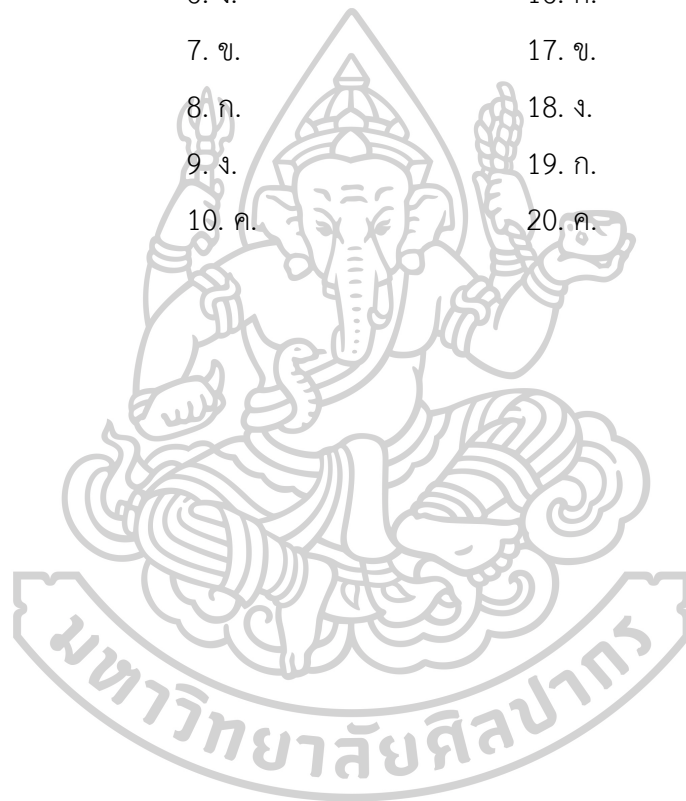 7. ข. 17. ข.
8. ก. 18. ง.
9. ง. 19. ก.
10. ค. 20. ค.
มหาวิทยาลัยศิลปากร